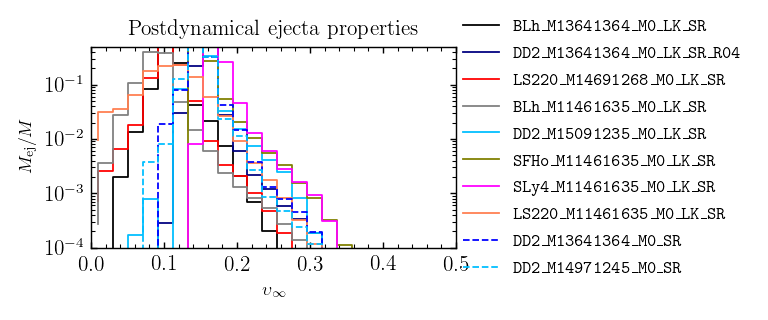 Postdynamical ejecta properties
M_ej/M
10^−1
10^−2
10^−3
10^−4
0.0 0.1 0.2 0.3 0.4 0.5
v_∞
BLh_M13641364_M0_LK_SR
DD2_M13641364_M0_LK_SR_R04
LS220_M14691268_M0_LK_SR
BLh_M11461635_M0_LK_SR
DD2_M15091235_M0_LK_SR
SFHo_M11461635_M0_LK_SR
SLy4_M11461635_M0_LK_SR
LS220_M11461635_M0_LK_SR
DD2_M13641364_M0_SR
DD2_M14971245_M0_SR